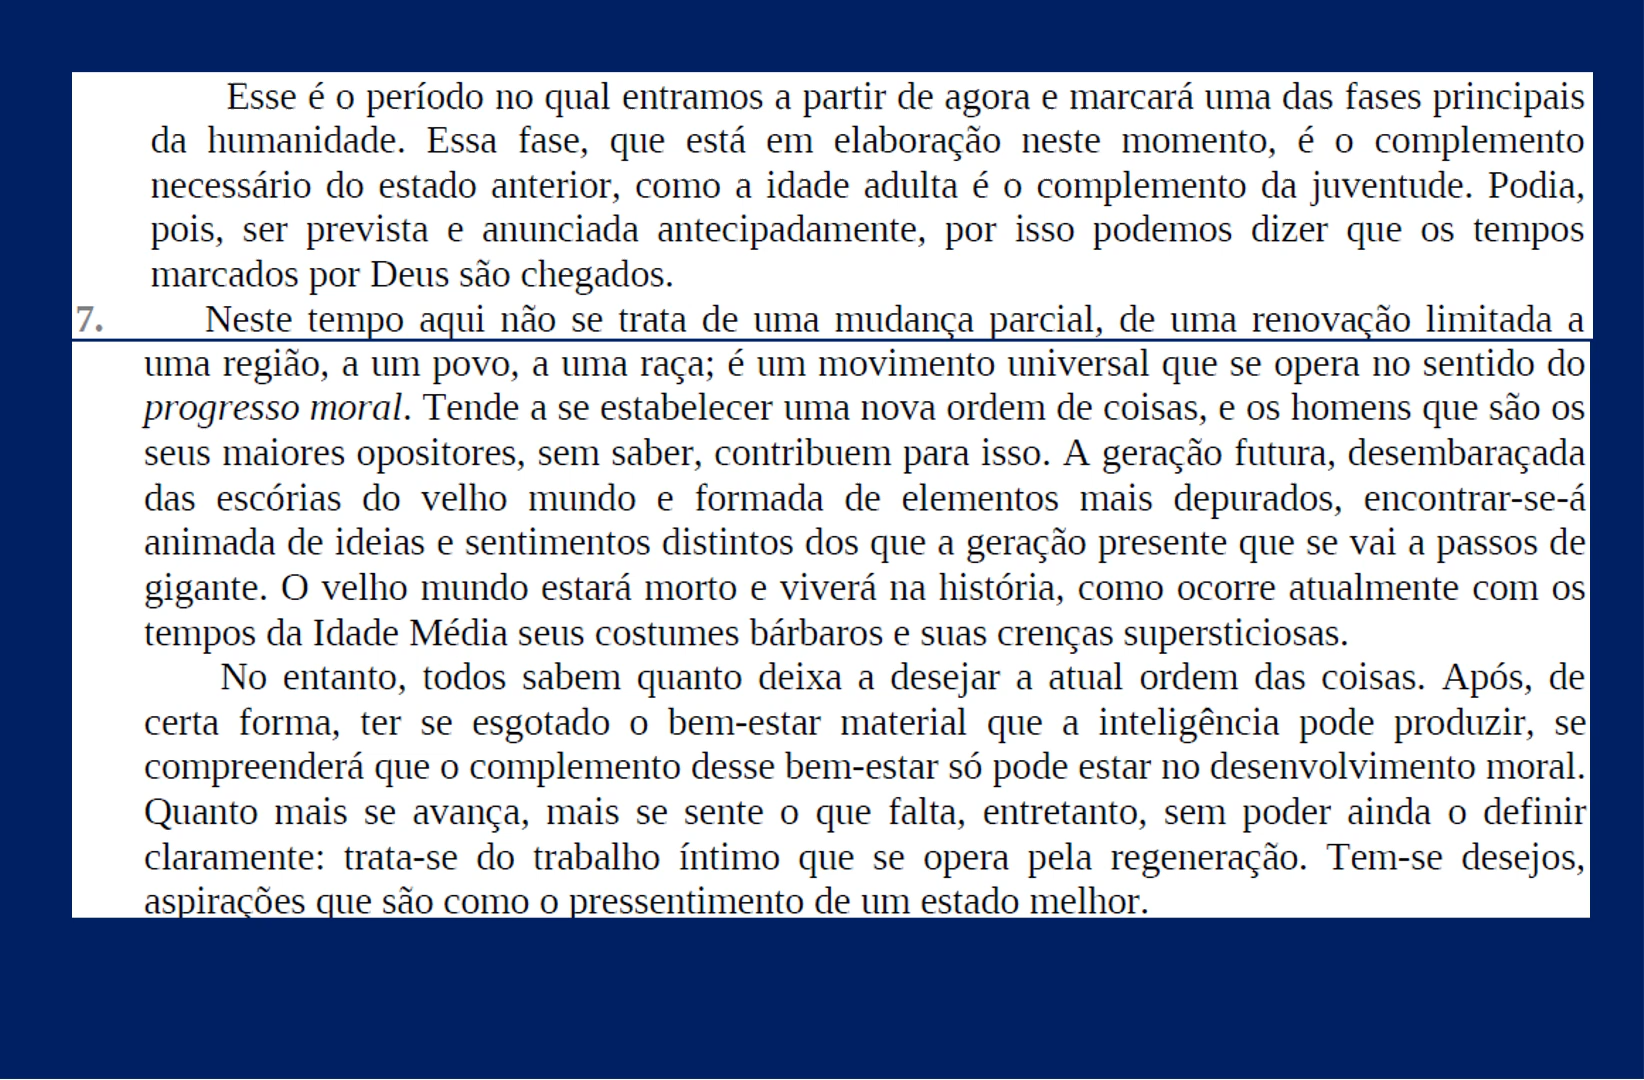 Esse é o período no qual entramos a partir de agora e marcará uma das fases principais
da humanidade. Essa fase, que está em elaboração neste momento, é o complemento
necessário do estado anterior, como a idade adulta é o complemento da juventude. Podia,
pois, ser prevista e anunciada antecipadamente, por isso podemos dizer que os tempos
marcados por Deus são chegados.
7. Neste tempo aqui não se trata de uma mudança parcial, de uma renovação limitada a
uma região, a um povo, a uma raça; é um movimento universal que se opera no sentido do
progresso moral. Tende a se estabelecer uma nova ordem de coisas, e os homens que são os
seus maiores opositores, sem saber, contribuem para isso. A geração futura, desembaraçada
das escórias do velho mundo e formada de elementos mais depurados, encontrar-se-á
animada de ideias e sentimentos distintos dos que a geração presente que se vai a passos de
gigante. O velho mundo estará morto e viverá na história, como ocorre atualmente com os
tempos da Idade Média seus costumes bárbaros e suas crenças supersticiosas.
No entanto, todos sabem quanto deixa a desejar a atual ordem das coisas. Após, de
certa forma, ter se esgotado o bem-estar material que a inteligência pode produzir, se
compreenderá que o complemento desse bem-estar só pode estar no desenvolvimento moral.
Quanto mais se avança, mais se sente o que falta, entretanto, sem poder ainda o definir
claramente: trata-se do trabalho íntimo que se opera pela regeneração. Tem-se desejos,
aspirações que são como o pressentimento de um estado melhor.